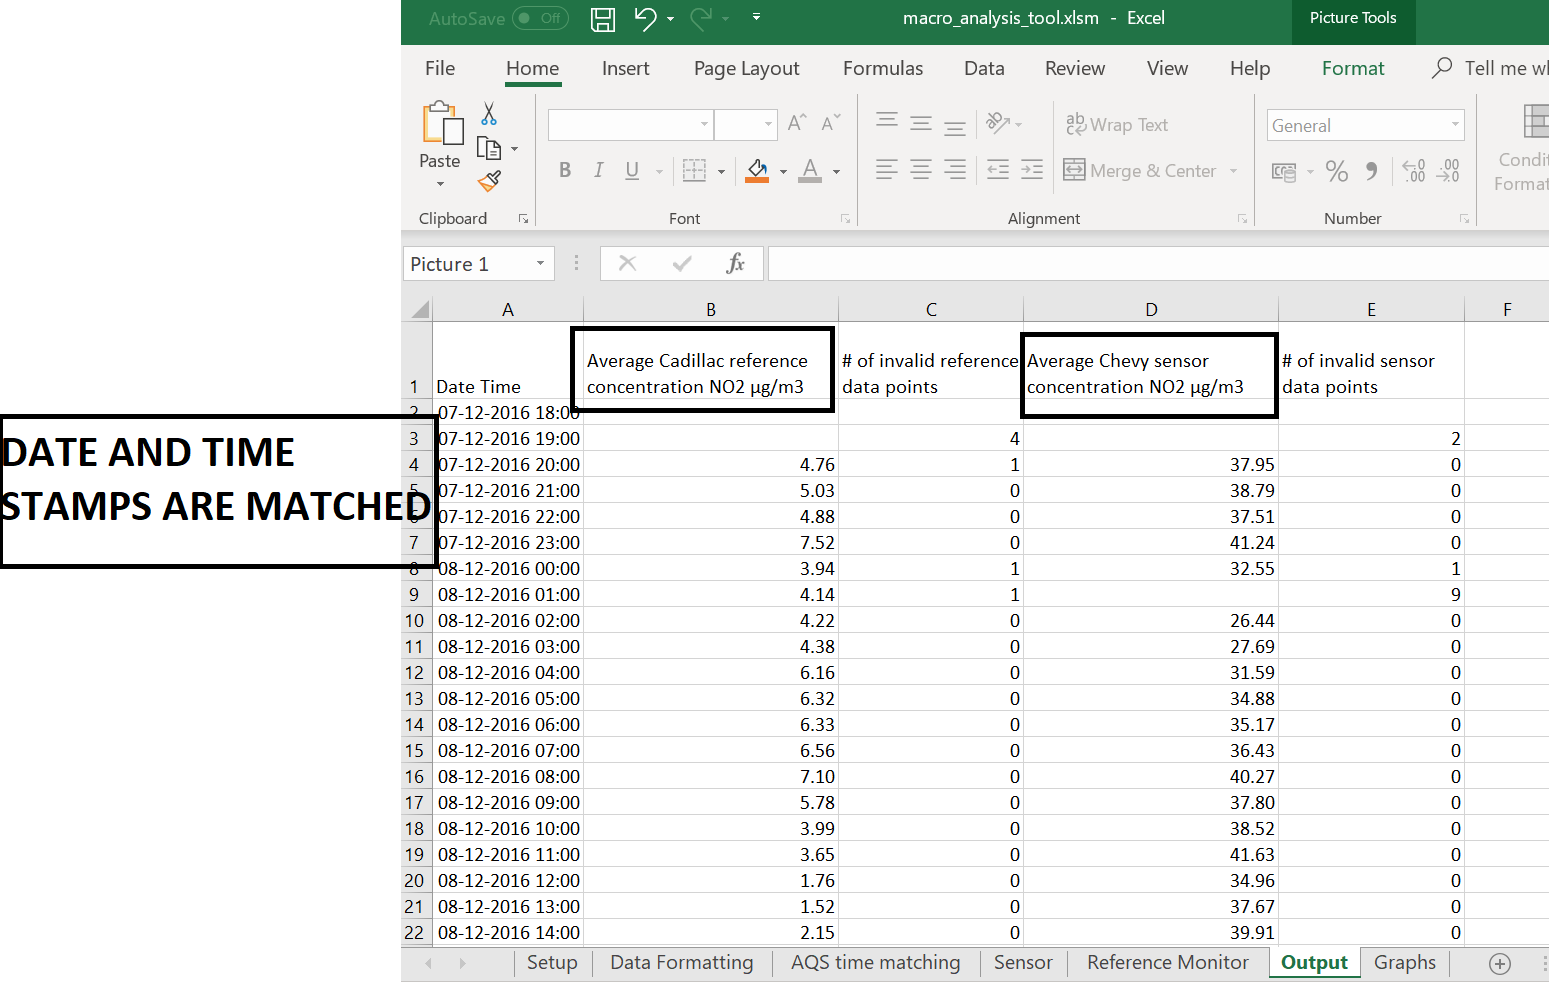 AutoSave Off macro_analysis_tool.xlsm - Excel Picture Tools
File Home Insert Page Layout Formulas Data Review View Help Format Tell me
Paste
B I U A
ab Wrap Text
Merge & Center
General
% .00 .00
Clipboard Font Alignment Number
Picture 1 fx
A B C D E F
1 Date Time Average Cadillac reference concentration NO2 µg/m3 # of invalid reference data points Average Chevy sensor concentration NO2 µg/m3 # of invalid sensor data points
2 07-12-2016 18:00
3 07-12-2016 19:00 4 2
4 07-12-2016 20:00 4.76 1 37.95 0
5 07-12-2016 21:00 5.03 0 38.79 0
6 07-12-2016 22:00 4.88 0 37.51 0
7 07-12-2016 23:00 7.52 0 41.24 0
8 08-12-2016 00:00 3.94 1 32.55 1
9 08-12-2016 01:00 4.14 1 9
10 08-12-2016 02:00 4.22 0 26.44 0
11 08-12-2016 03:00 4.38 0 27.69 0
12 08-12-2016 04:00 6.16 0 31.59 0
13 08-12-2016 05:00 6.32 0 34.88 0
14 08-12-2016 06:00 6.33 0 35.17 0
15 08-12-2016 07:00 6.56 0 36.43 0
16 08-12-2016 08:00 7.10 0 40.27 0
17 08-12-2016 09:00 5.78 0 37.80 0
18 08-12-2016 10:00 3.99 0 38.52 0
19 08-12-2016 11:00 3.65 0 41.63 0
20 08-12-2016 12:00 1.76 0 34.96 0
21 08-12-2016 13:00 1.52 0 37.67 0
22 08-12-2016 14:00 2.15 0 39.91 0
DATE AND TIME
STAMPS ARE MATCHED
Setup Data Formatting AQS time matching Sensor Reference Monitor Output Graphs